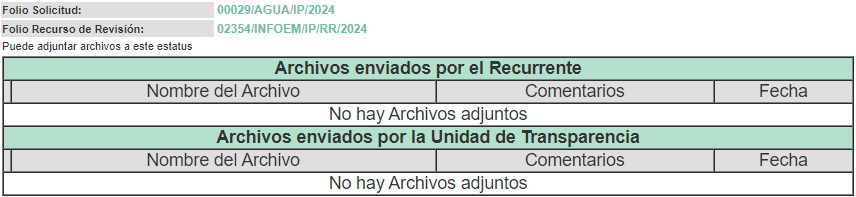 Folio Solicitud: 00029/AGUA/IP/2024
Folio Recurso de Revisión: 02354/INFOEM/IP/RR/2024
Puede adjuntar archivos a este estatus
Archivos enviados por el Recurrente
Nombre del Archivo Comentarios Fecha
No hay Archivos adjuntos
Archivos enviados por la Unidad de Transparencia
Nombre del Archivo Comentarios Fecha
No hay Archivos adjuntos